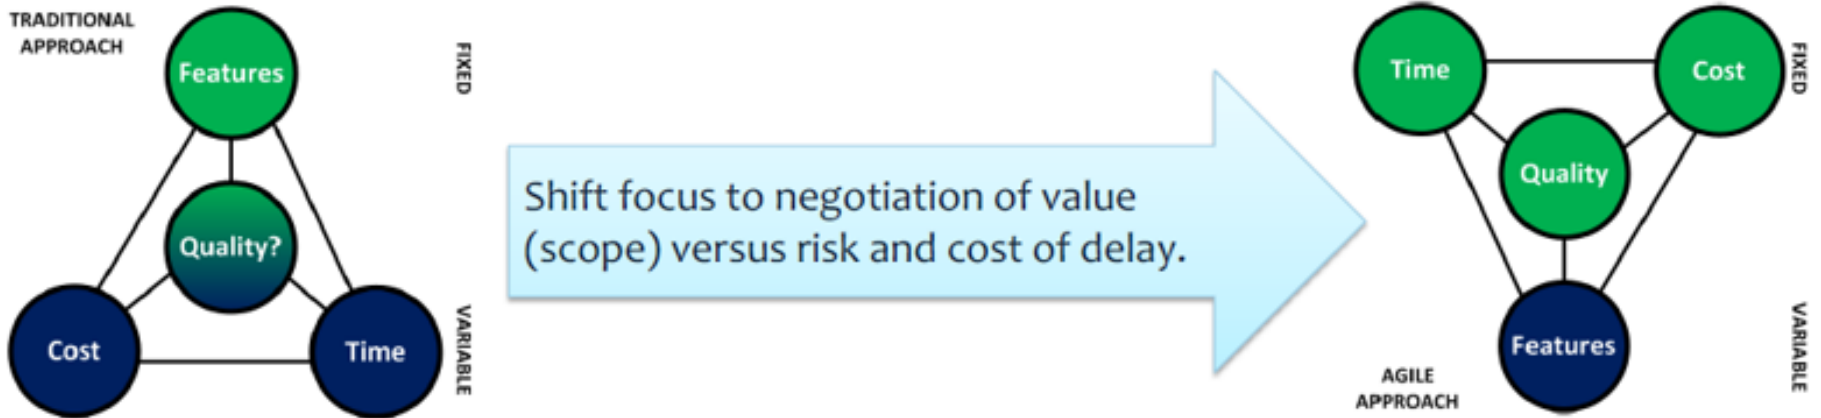 TRADITIONAL
APPROACH
Features
FIXED
Quality?
Cost
Time
VARIABLE
Shift focus to negotiation of value
(scope) versus risk and cost of delay.
Time
Cost
FIXED
Quality
Features
VARIABLE
AGILE
APPROACH